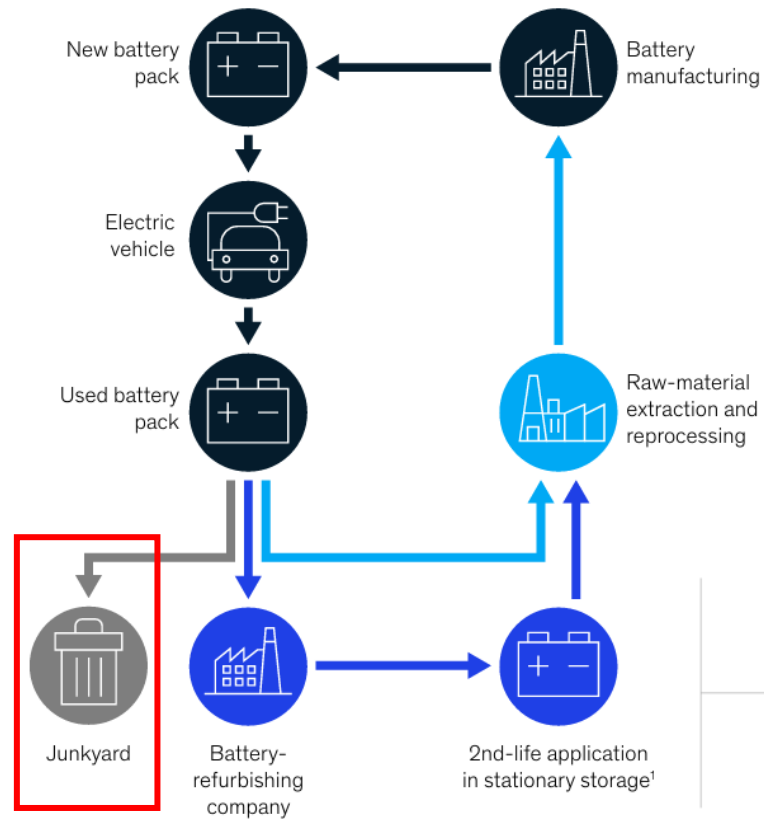 New battery
pack
Battery
manufacturing
Electric
vehicle
Used battery
pack
Raw-material
extraction and
reprocessing
Junkyard
Battery-
refurbishing
company
2nd-life application
in stationary storage¹